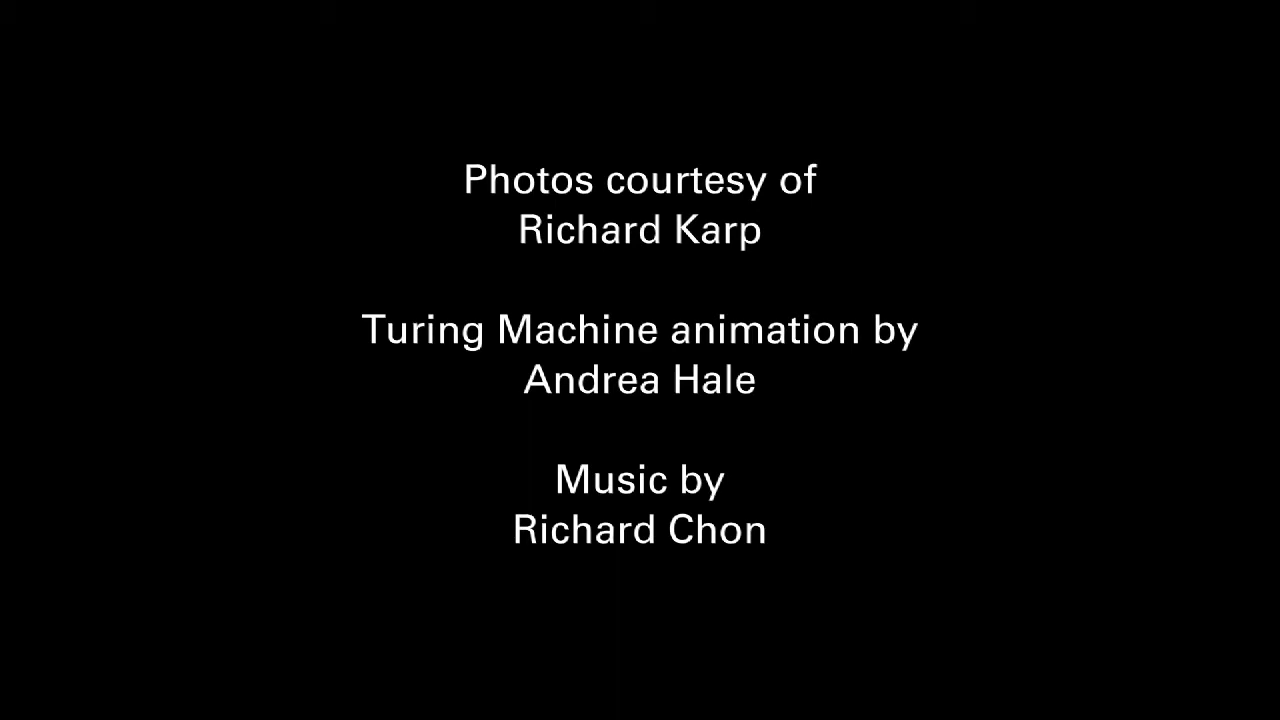 Photos courtesy of
Richard Karp
Turing Machine animation by
Andrea Hale
Music by
Richard Chon